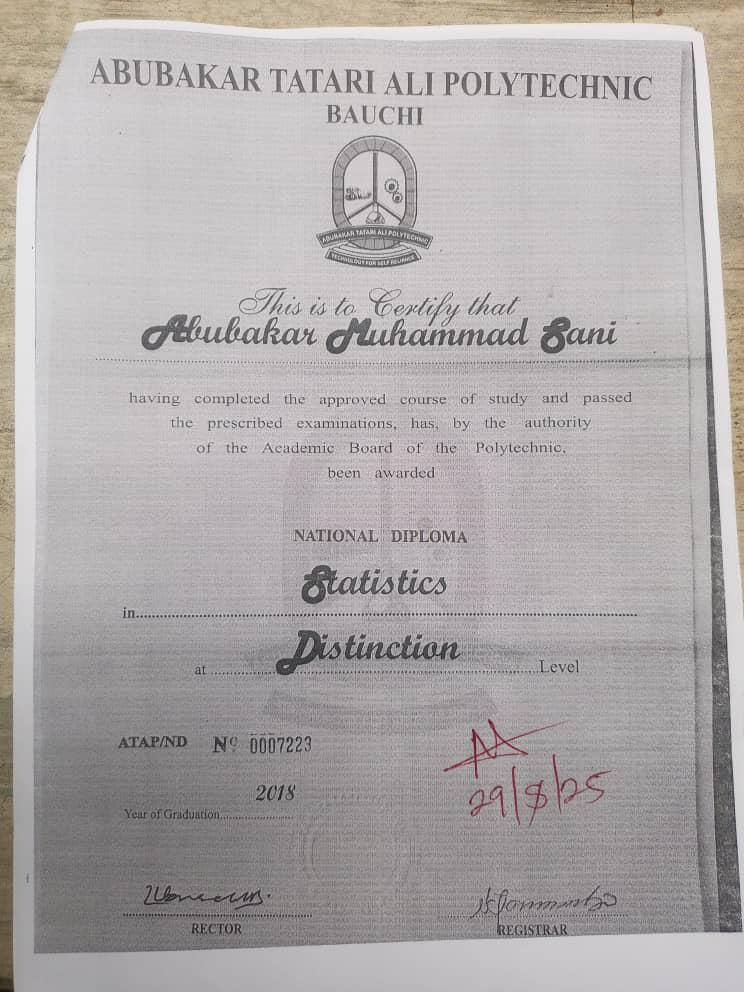 ABUBAKAR TATARI ALI POLYTECHNIC
BAUCHI
ABUBAKAR TATARI ALI POLYTECHNIC
TECHNOLOGY FOR SELF RELIANCE
This is to Certify that
Abubakar Muhammad Sani
having completed the approved course of study and passed
the prescribed examinations, has, by the authority
of the Academic Board of the Polytechnic,
been awarded
NATIONAL DIPLOMA
in Statistics
at Distinction Level
ATAP/ND Nº 0007223
29/8/25
Year of Graduation 2018
RECTOR
REGISTRAR